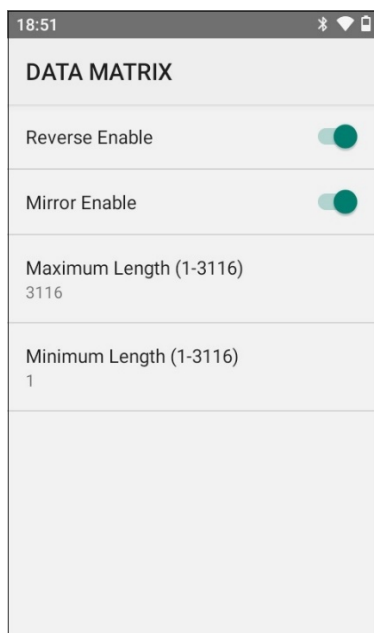 18:51
DATA MATRIX
Reverse Enable
Mirror Enable
Maximum Length (1-3116)
3116
Minimum Length (1-3116)
1